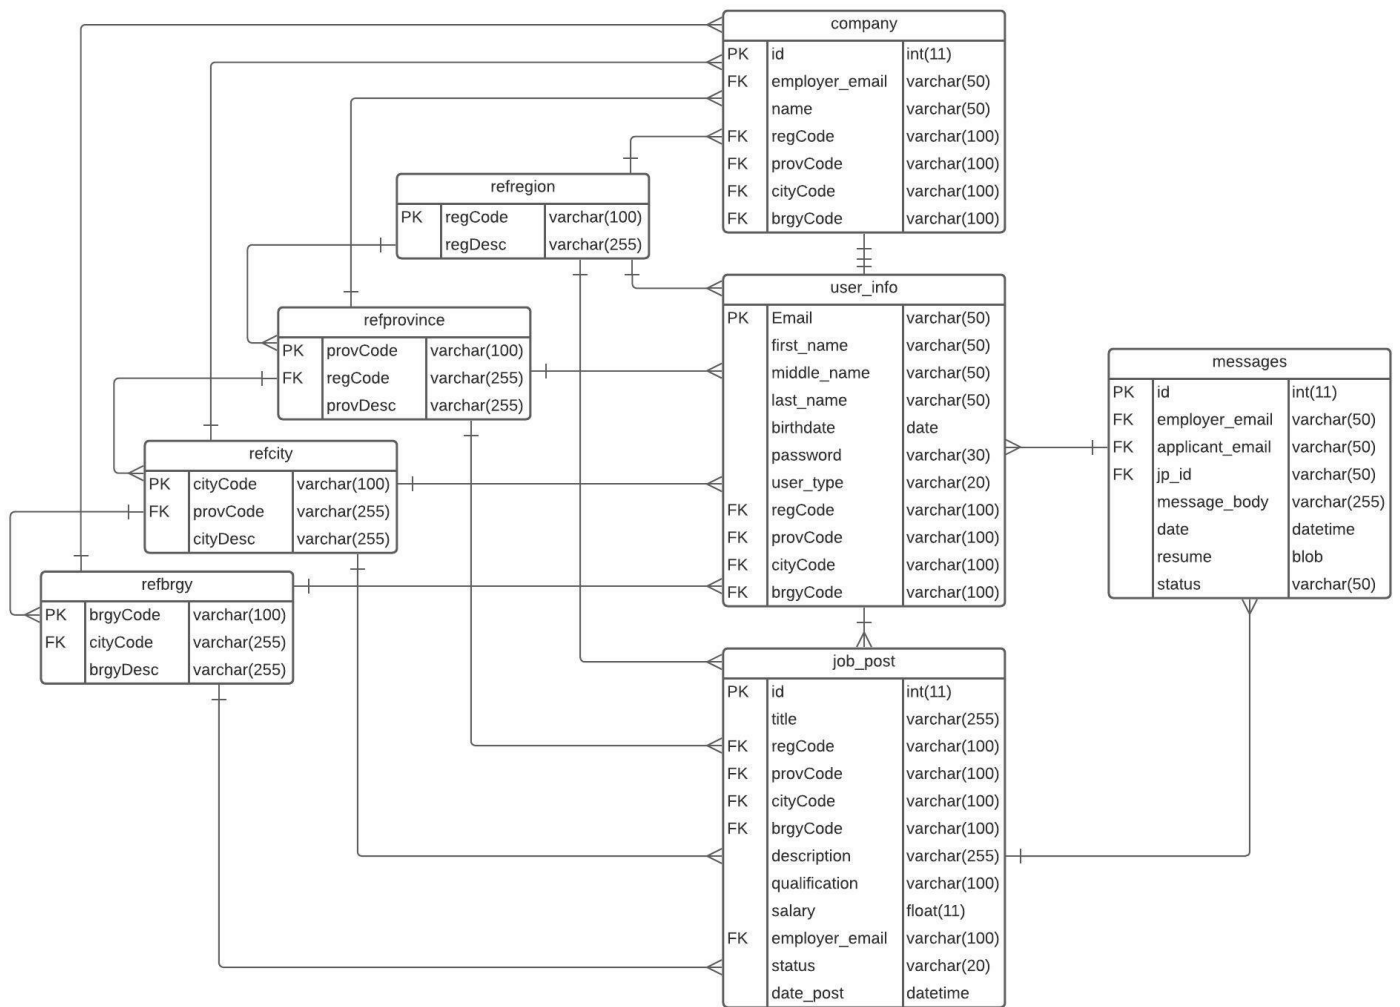 company
PK id int(11)
FK employer_email varchar(50)
name varchar(50)
FK regCode varchar(100)
FK provCode varchar(100)
FK cityCode varchar(100)
FK brgyCode varchar(100)
refregion
PK regCode varchar(100)
regDesc varchar(255)
refprovince
PK provCode varchar(100)
FK regCode varchar(255)
provDesc varchar(255)
refcity
PK cityCode varchar(100)
FK provCode varchar(255)
cityDesc varchar(255)
refbrgy
PK brgyCode varchar(100)
FK cityCode varchar(255)
brgyDesc varchar(255)
user_info
PK Email varchar(50)
first_name varchar(50)
middle_name varchar(50)
last_name varchar(50)
birthdate date
password varchar(30)
user_type varchar(20)
FK regCode varchar(100)
FK provCode varchar(100)
FK cityCode varchar(100)
FK brgyCode varchar(100)
messages
PK id int(11)
FK employer_email varchar(50)
FK applicant_email varchar(50)
FK jp_id varchar(50)
message_body varchar(255)
date datetime
resume blob
status varchar(50)
job_post
PK id int(11)
title varchar(255)
FK regCode varchar(100)
FK provCode varchar(100)
FK cityCode varchar(100)
FK brgyCode varchar(100)
description varchar(255)
qualification varchar(100)
salary float(11)
FK employer_email varchar(100)
status varchar(20)
date_post datetime